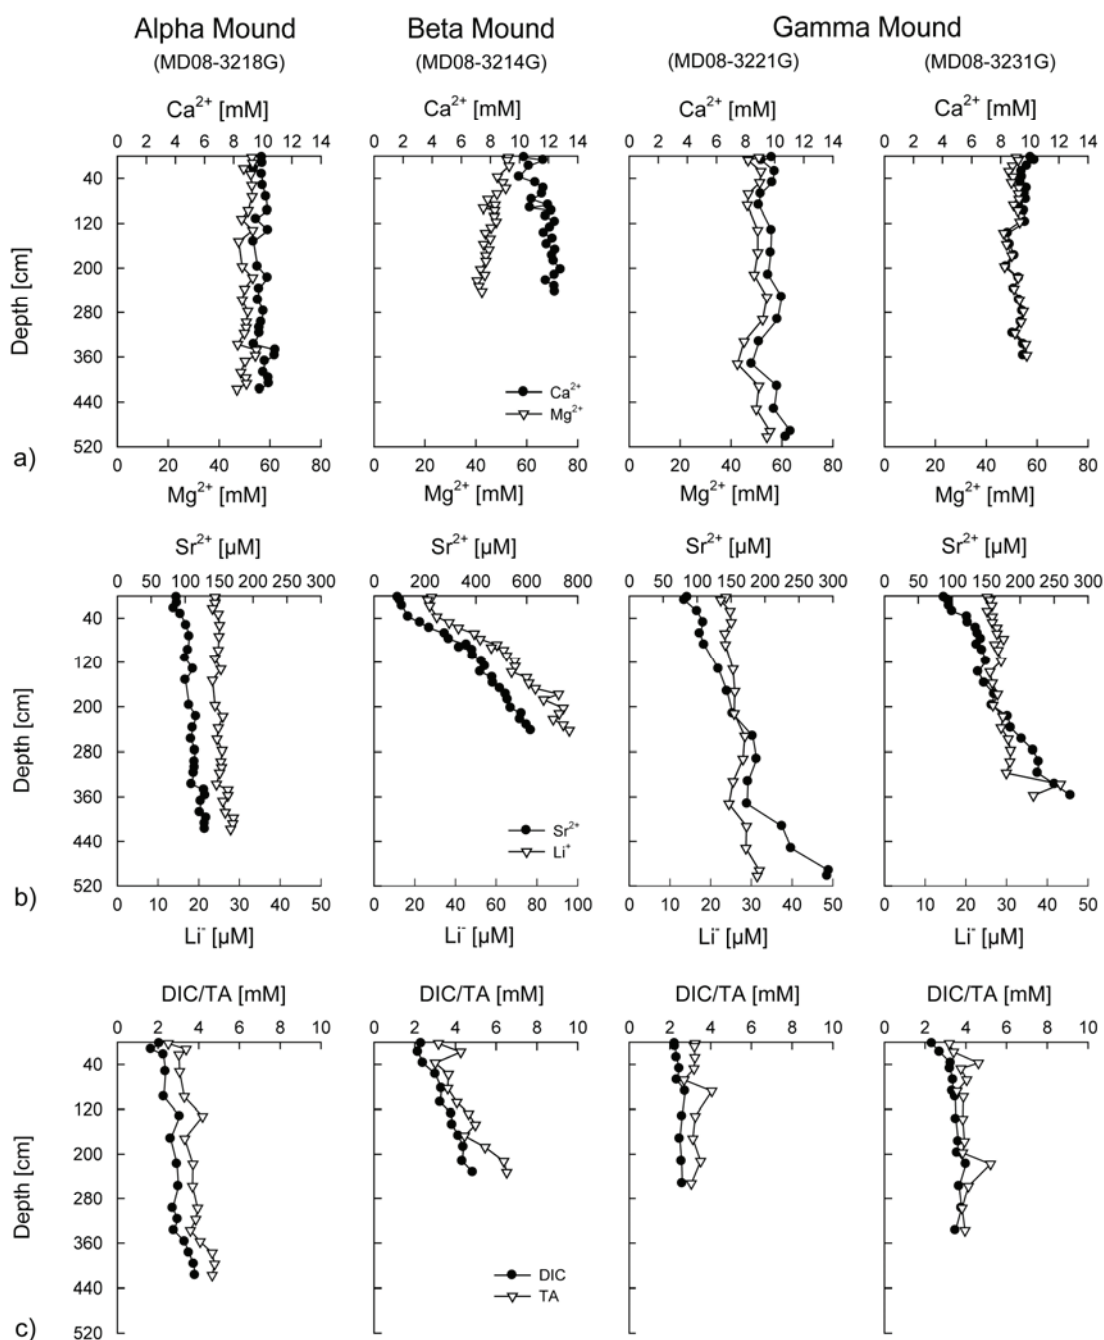 Alpha Mound Beta Mound Gamma Mound
(MD08-3218G) (MD08-3214G) (MD08-3221G) (MD08-3231G)
Ca²⁺ [mM] Ca²⁺ [mM] Ca²⁺ [mM] Ca²⁺ [mM]
0 2 4 6 8 10 12 14 0 2 4 6 8 10 12 14 0 2 4 6 8 10 12 14 0 2 4 6 8 10 12 14
40
120
200
280
360
440
520
Depth [cm]
Ca²⁺
Mg²⁺
a)
0 20 40 60 80 0 20 40 60 80 0 20 40 60 80 0 20 40 60 80
Mg²⁺ [mM] Mg²⁺ [mM] Mg²⁺ [mM] Mg²⁺ [mM]
Sr²⁺ [µM] Sr²⁺ [µM] Sr²⁺ [µM] Sr²⁺ [µM]
0 50 100 150 200 250 300 0 200 400 600 800 0 50 100 150 200 250 300 0 50 100 150 200 250 300
40
120
200
280
360
440
520
Depth [cm]
Sr²⁺
Li⁺
b)
0 10 20 30 40 50 0 20 40 60 80 100 0 10 20 30 40 50 0 10 20 30 40 50
Li⁻ [µM] Li⁻ [µM] Li⁻ [µM] Li⁻ [µM]
DIC/TA [mM] DIC/TA [mM] DIC/TA [mM] DIC/TA [mM]
0 2 4 6 8 10 0 2 4 6 8 10 0 2 4 6 8 10 0 2 4 6 8 10
40
120
200
280
360
440
520
Depth [cm]
DIC
TA
c)